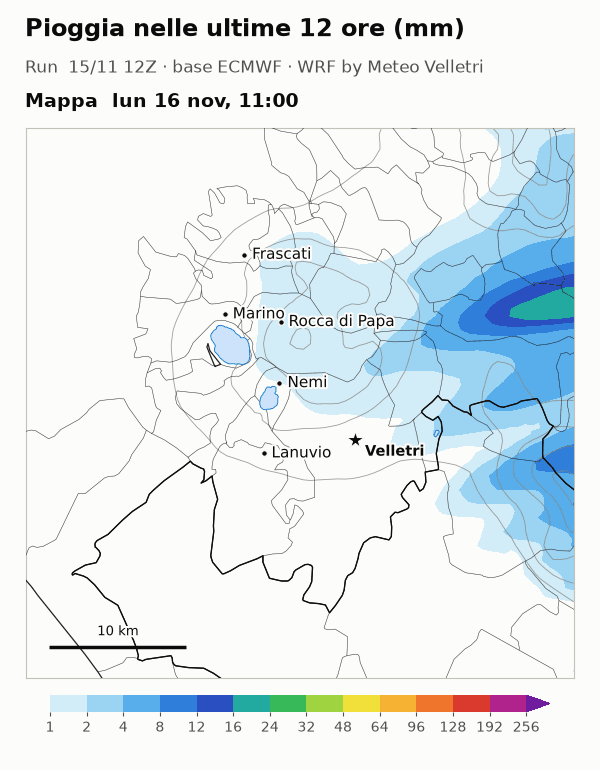 Pioggia nelle ultime 12 ore (mm)
Run  15/11 12Z · base ECMWF · WRF by Meteo Velletri
Mappa  lun 16 nov, 11:00
Frascati
Marino
Rocca di Papa
Nemi
Velletri
Lanuvio
10 km
1 2 4 8 12 16 24 32 48 64 96 128 192 256